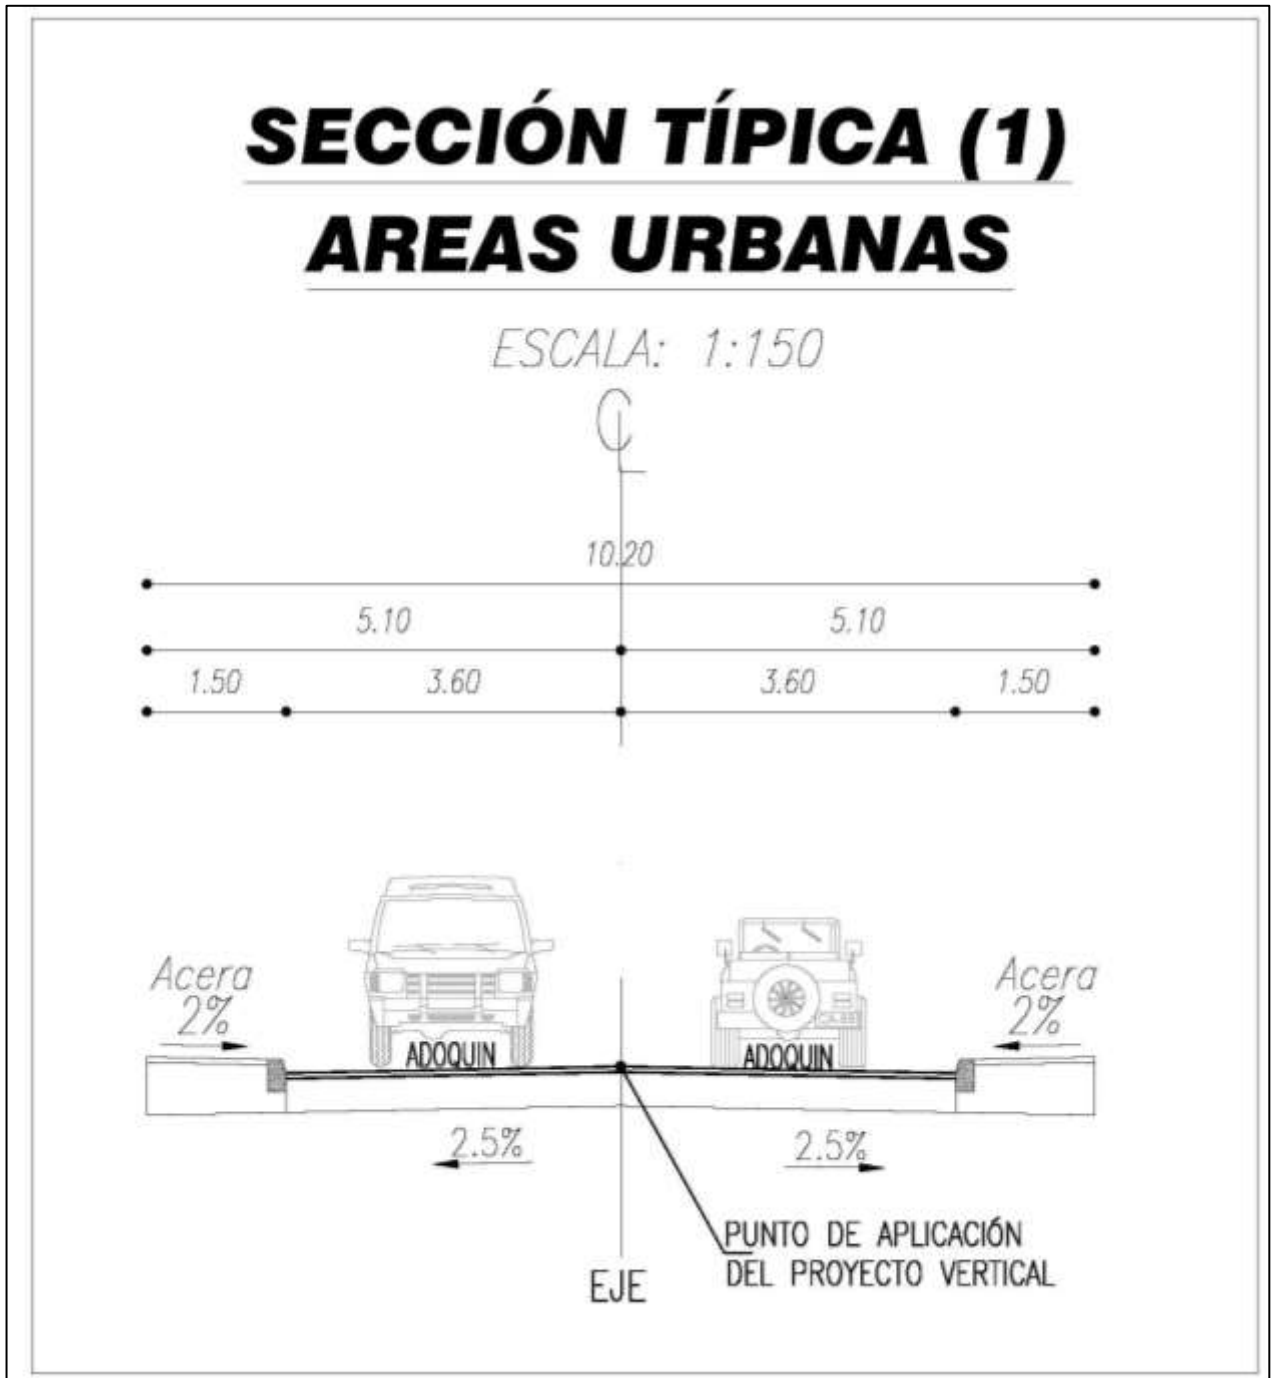 SECCIÓN TÍPICA (1)
AREAS URBANAS
ESCALA: 1:150
CL
10.20
5.10 5.10
1.50 3.60 3.60 1.50
Acera Acera
2% 2%
ADOQUIN ADOQUIN
2.5% 2.5%
PUNTO DE APLICACIÓN
DEL PROYECTO VERTICAL
EJE